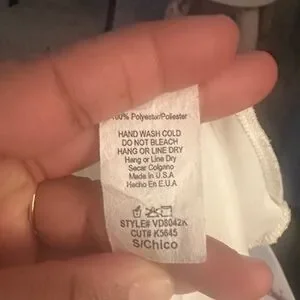 100% Polyester/Poliester
HAND WASH COLD
DO NOT BLEACH
HANG OR LINE DRY
Hang or Line Dry
Secar Colgano
Made in U.S.A
Hecho En E.U.A.
STYLE# VD8042K
CUT# K5645
S/Chico